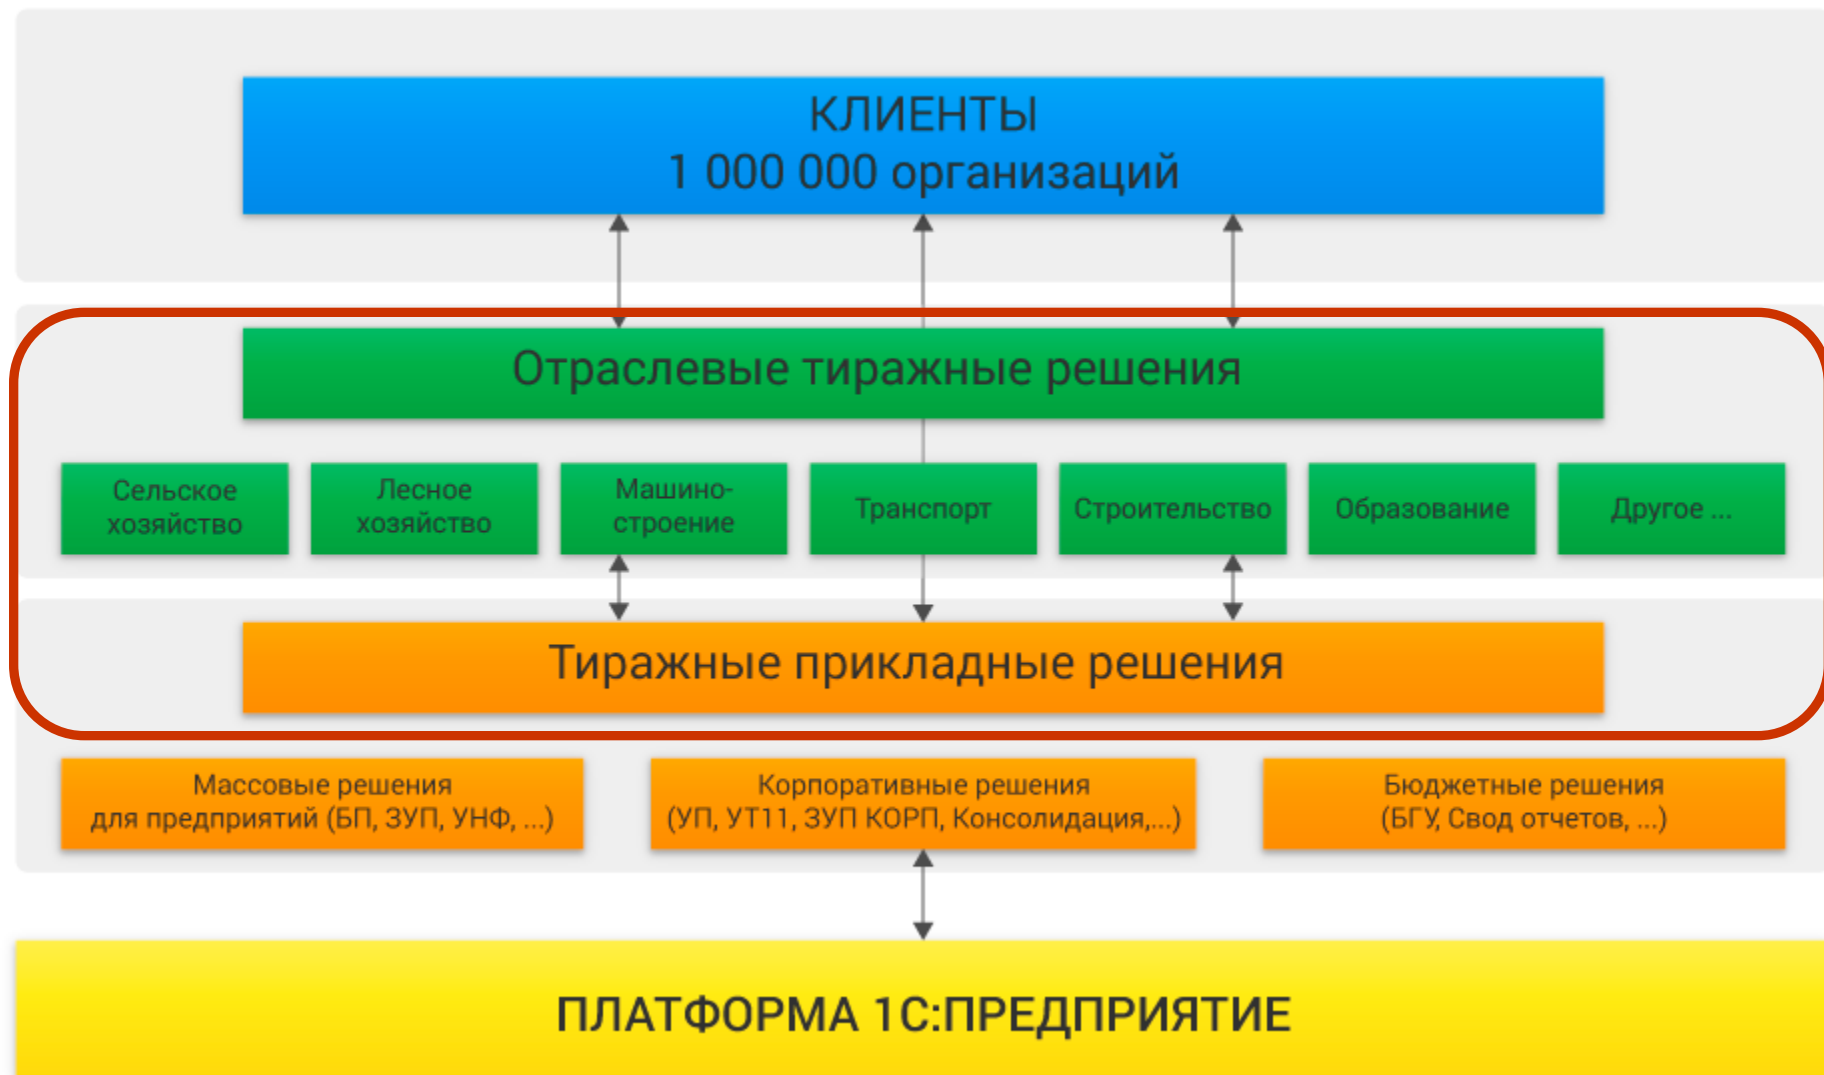 КЛИЕНТЫ
1 000 000 организаций
Отраслевые тиражные решения
Сельское
хозяйство
Лесное
хозяйство
Машино-
строение
Транспорт
Строительство
Образование
Другое ...
Тиражные прикладные решения
Массовые решения
для предприятий (БП, ЗУП, УНФ, ...)
Корпоративные решения
(УП, УТ11, ЗУП КОРП, Консолидация,...)
Бюджетные решения
(БГУ, Свод отчетов, ...)
ПЛАТФОРМА 1С:ПРЕДПРИЯТИЕ